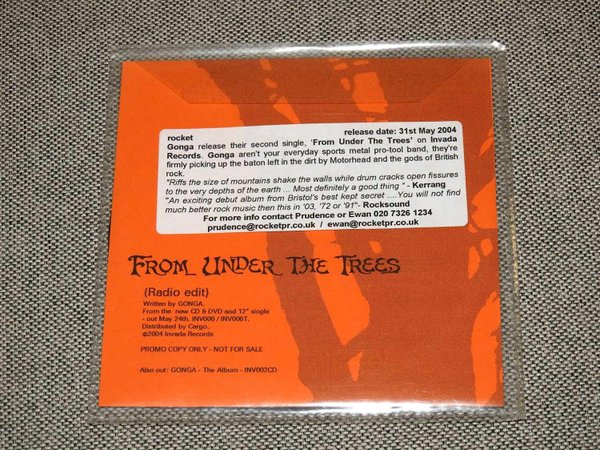 rocket release date: 31st May 2004
Gonga release their second single, 'From Under The Trees' on Invada
Records. Gonga aren't your everyday sports metal pro-tool band, they're
firmly picking up the baton left in the dirt by Motorhead and the gods of British
rock.
"Riffs the size of mountains shake the walls while drum cracks open fissures
to the very depths of the earth ... Most definitely a good thing" - Kerrang
"An exciting debut album from Bristol's best kept secret ....You will not find
much better rock music then this in '03, '72 or '91"- Rocksound
For more info contact Prudence or Ewan 020 7326 1234
prudence@rocketpr.co.uk / ewan@rocketpr.co.uk
FROM UNDER THE TREES
(Radio edit)
Written by GONGA.
From the new CD & DVD and 12" single
- out May 24th. INV006 / INV006T.
Distributed by Cargo.
©2004 Invada Records
PROMO COPY ONLY - NOT FOR SALE
Also out: GONGA - The Album - INV002CD